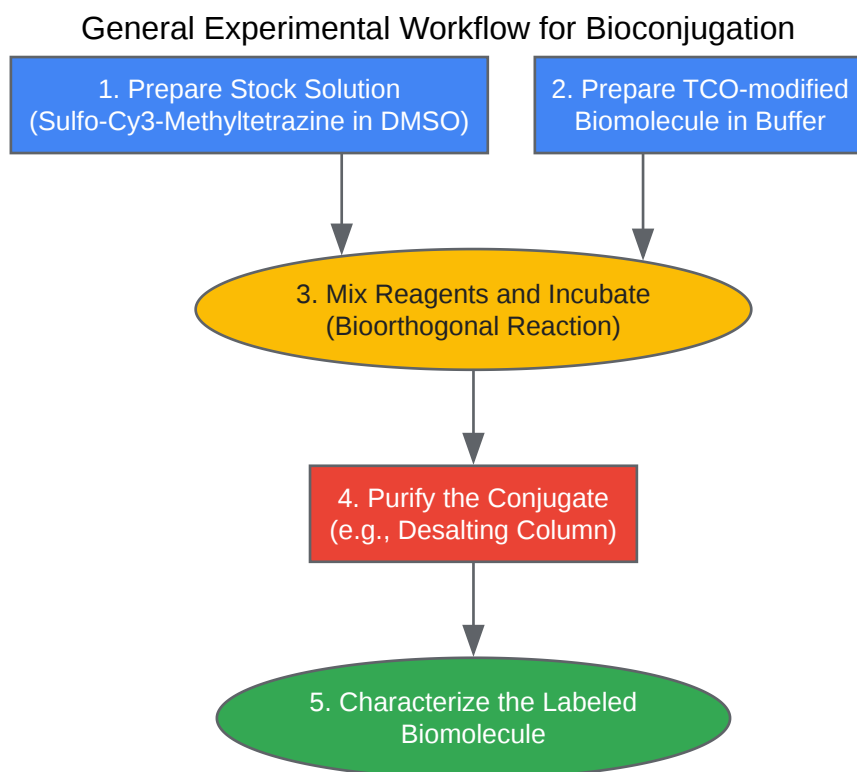 General Experimental Workflow for Bioconjugation
1. Prepare Stock Solution
(Sulfo-Cy3-Methyltetrazine in DMSO)
2. Prepare TCO-modified
Biomolecule in Buffer
3. Mix Reagents and Incubate
(Bioorthogonal Reaction)
4. Purify the Conjugate
(e.g., Desalting Column)
5. Characterize the Labeled
Biomolecule